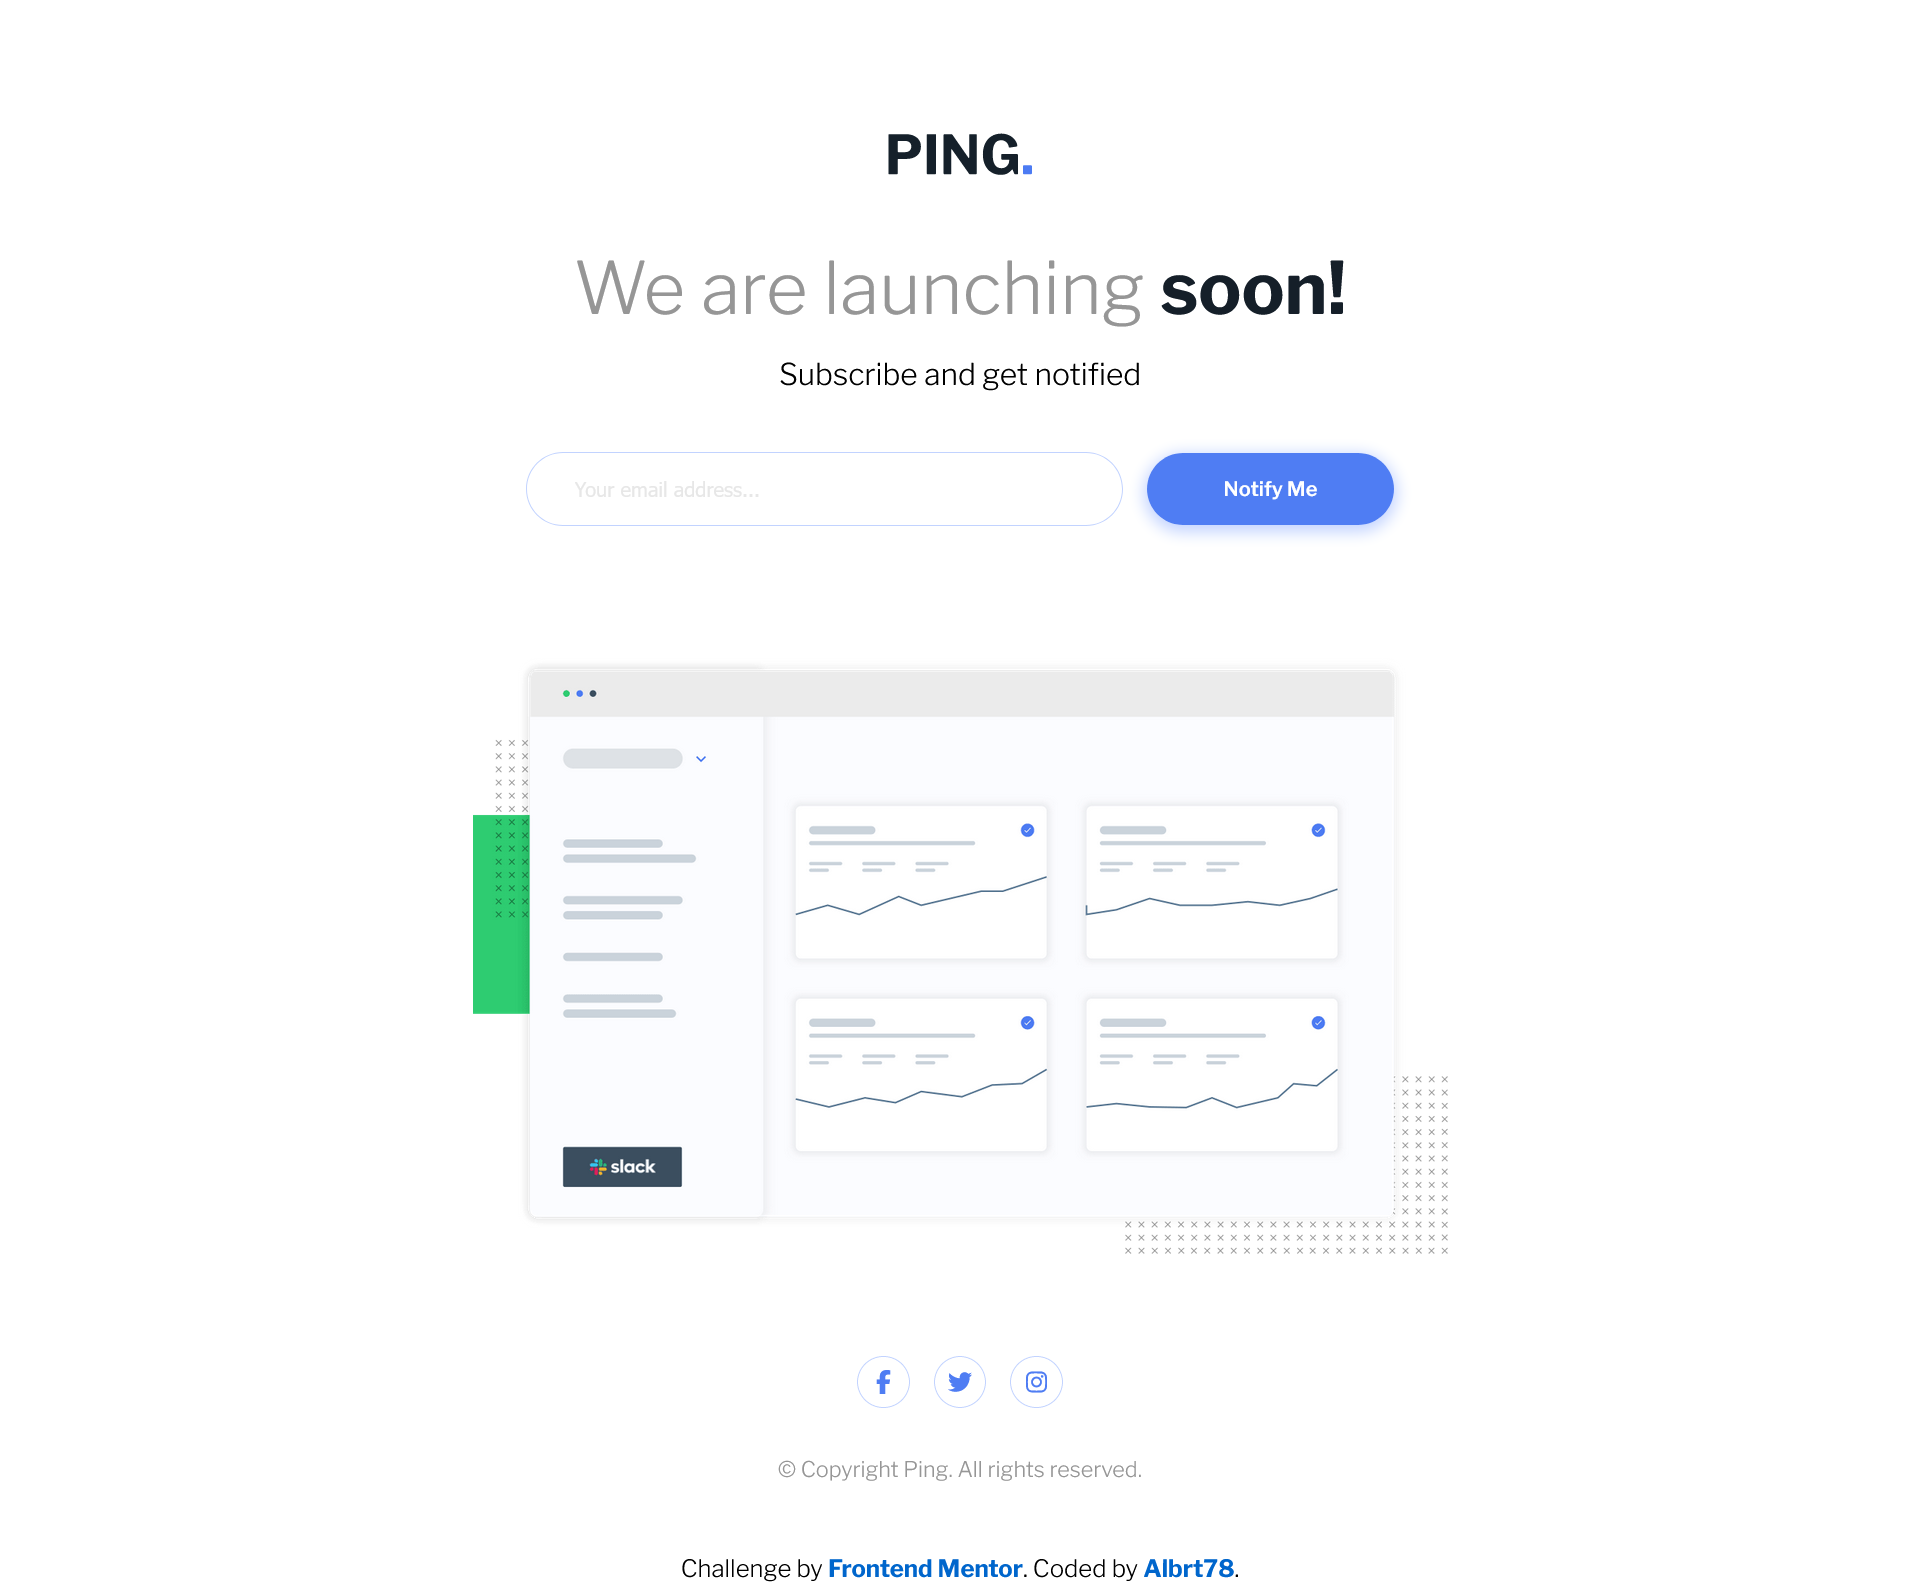 PING.
We are launching soon!
Subscribe and get notified
Your email address...
Notify Me
slack
© Copyright Ping. All rights reserved.
Challenge by Frontend Mentor. Coded by Albrt78.